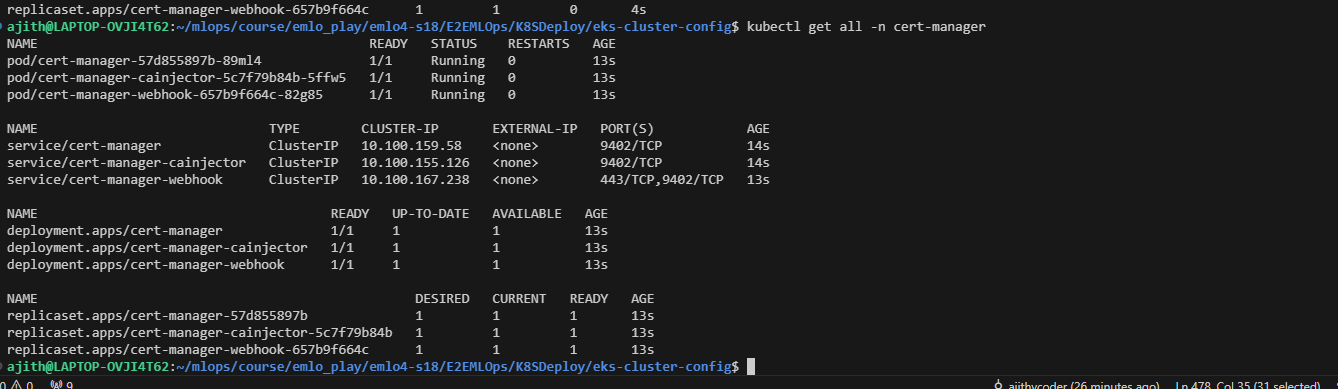 replicaset.apps/cert-manager-webhook-657b9f664c 1 1 0 4s
ajith@LAPTOP-OVJI4T62:~/mlops/course/emlo_play/emlo4-s18/E2EMLOps/K8SDeploy/eks-cluster-config$ kubectl get all -n cert-manager
NAME READY STATUS RESTARTS AGE
pod/cert-manager-57d855897b-89ml4 1/1 Running 0 13s
pod/cert-manager-cainjector-5c7f79b84b-5ffw5 1/1 Running 0 13s
pod/cert-manager-webhook-657b9f664c-82g85 1/1 Running 0 13s
NAME TYPE CLUSTER-IP EXTERNAL-IP PORT(S) AGE
service/cert-manager ClusterIP 10.100.159.58 <none> 9402/TCP 14s
service/cert-manager-cainjector ClusterIP 10.100.155.126 <none> 9402/TCP 14s
service/cert-manager-webhook ClusterIP 10.100.167.238 <none> 443/TCP,9402/TCP 13s
NAME READY UP-TO-DATE AVAILABLE AGE
deployment.apps/cert-manager 1/1 1 1 13s
deployment.apps/cert-manager-cainjector 1/1 1 1 13s
deployment.apps/cert-manager-webhook 1/1 1 1 13s
NAME DESIRED CURRENT READY AGE
replicaset.apps/cert-manager-57d855897b 1 1 1 13s
replicaset.apps/cert-manager-cainjector-5c7f79b84b 1 1 1 13s
replicaset.apps/cert-manager-webhook-657b9f664c 1 1 1 13s
ajith@LAPTOP-OVJI4T62:~/mlops/course/emlo_play/emlo4-s18/E2EMLOps/K8SDeploy/eks-cluster-config$
0 0 9 ajithycoder (26 minutes ago) Ln 478, Col 35 (31 selected)